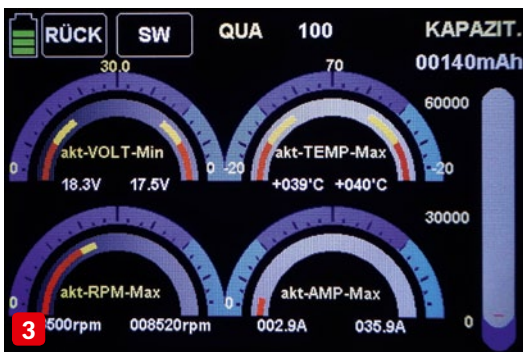 RÜCK SW QUA 100 KAPAZIT.
00140mAh
30.0 70
60000
akt-VOLT-Min akt-TEMP-Max
0 0 -20 -20
18.3V 17.5V +039'C +040'C
30000
akt-RPM-Max akt-AMP-Max
0 0 0
3 500rpm 008520rpm 002.9A 035.9A